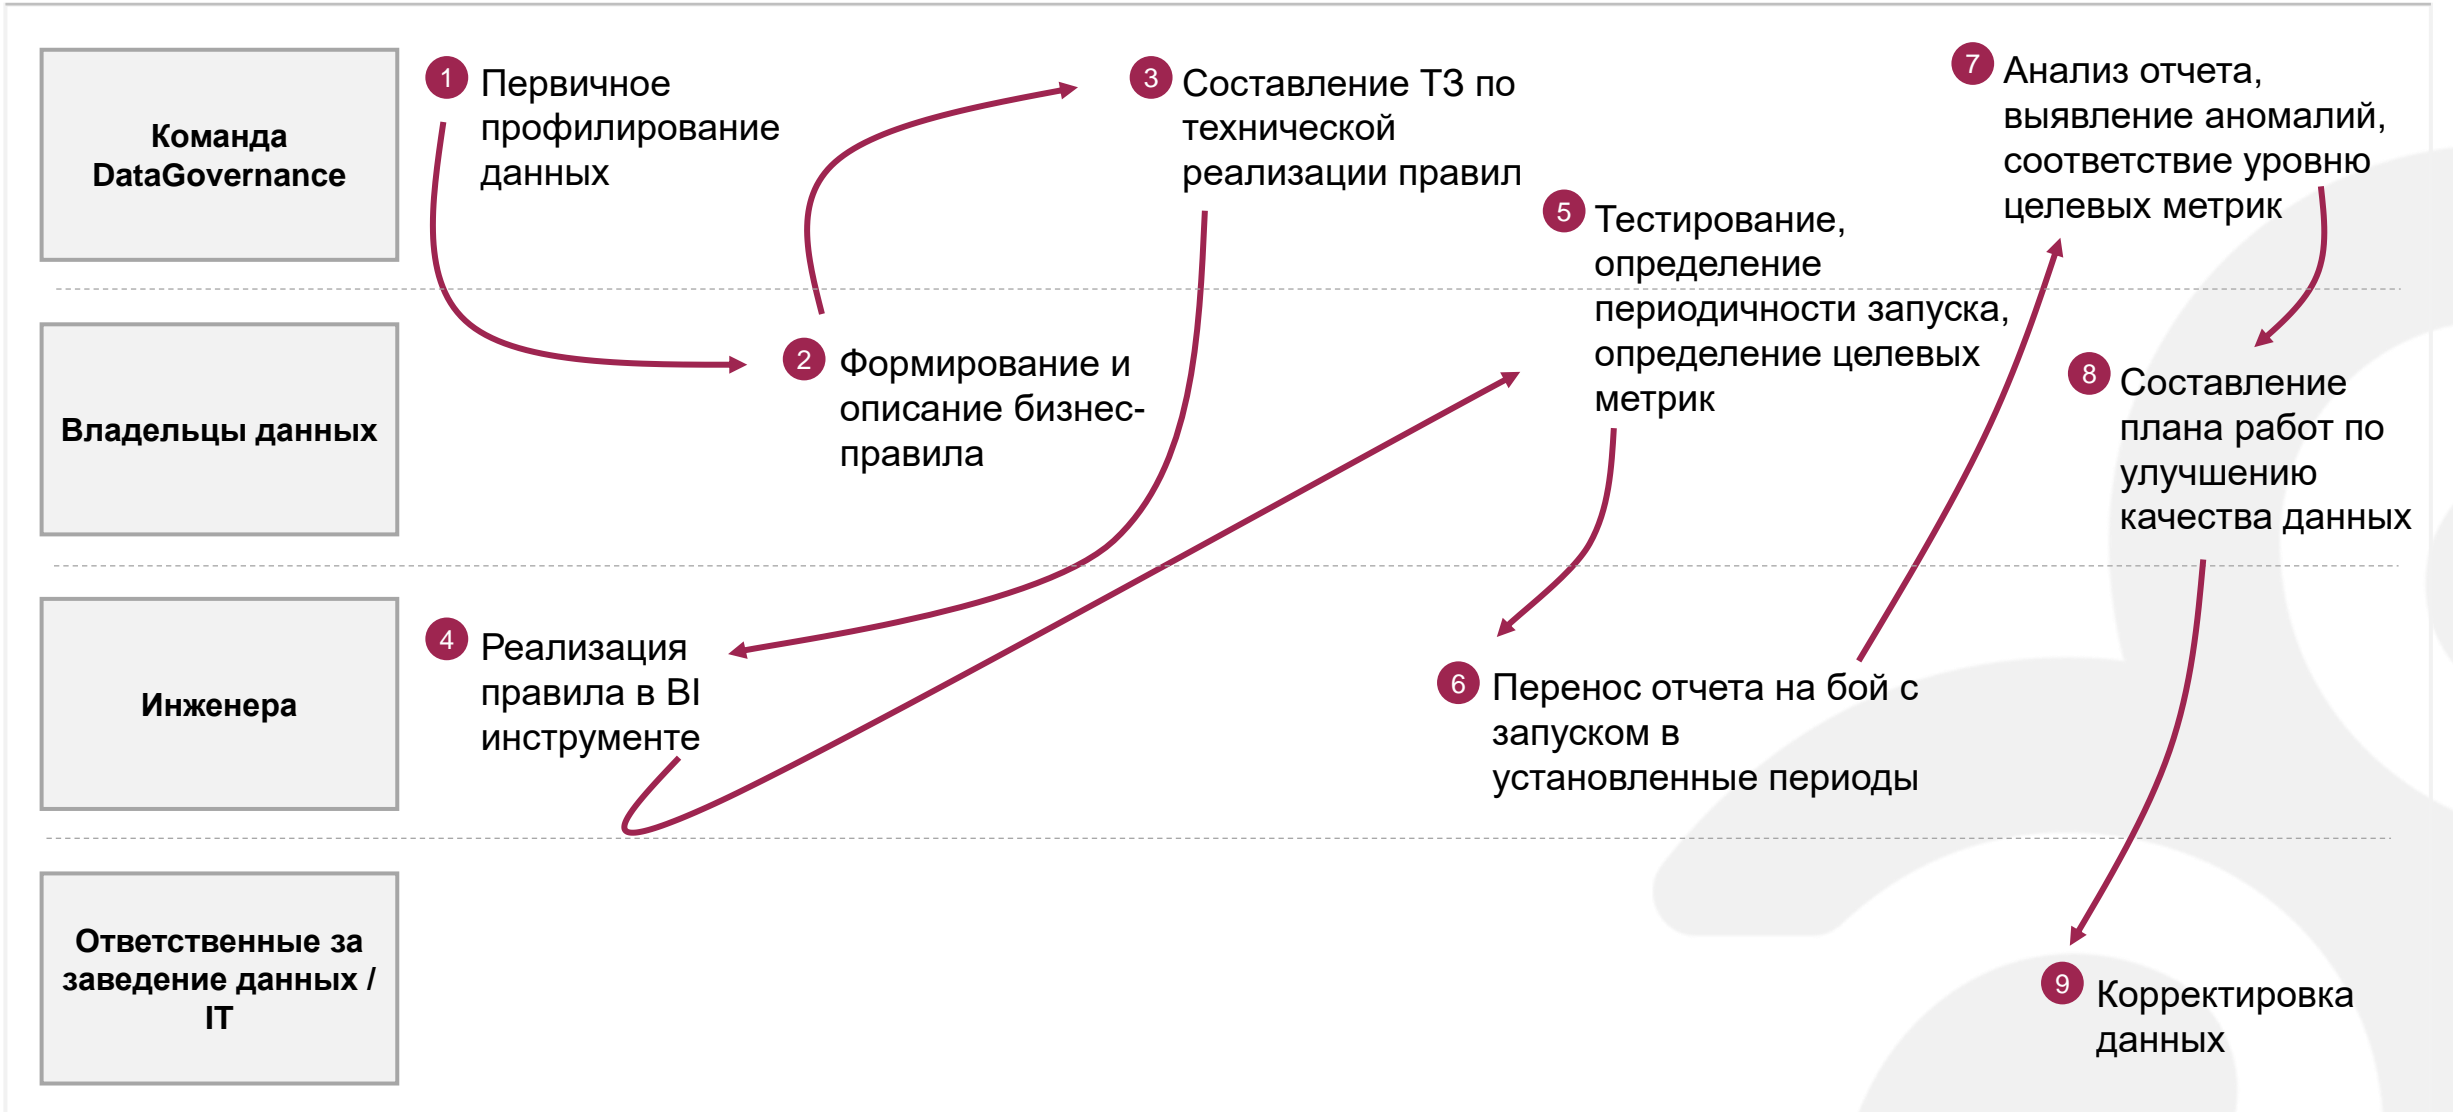 Команда
DataGovernance
1
Первичное
профилирование
данных
3
Составление ТЗ по
технической
реализации правил
7
Анализ отчета,
выявление аномалий,
соответствие уровню
целевых метрик
5
Тестирование,
определение
периодичности запуска,
определение целевых
метрик
Владельцы данных
2
Формирование и
описание бизнес-
правила
8
Составление
плана работ по
улучшению
качества данных
Инженера
4
Реализация
правила в BI
инструменте
6
Перенос отчета на бой с
запуском в
установленные периоды
Ответственные за
заведение данных /
IT
9
Корректировка
данных